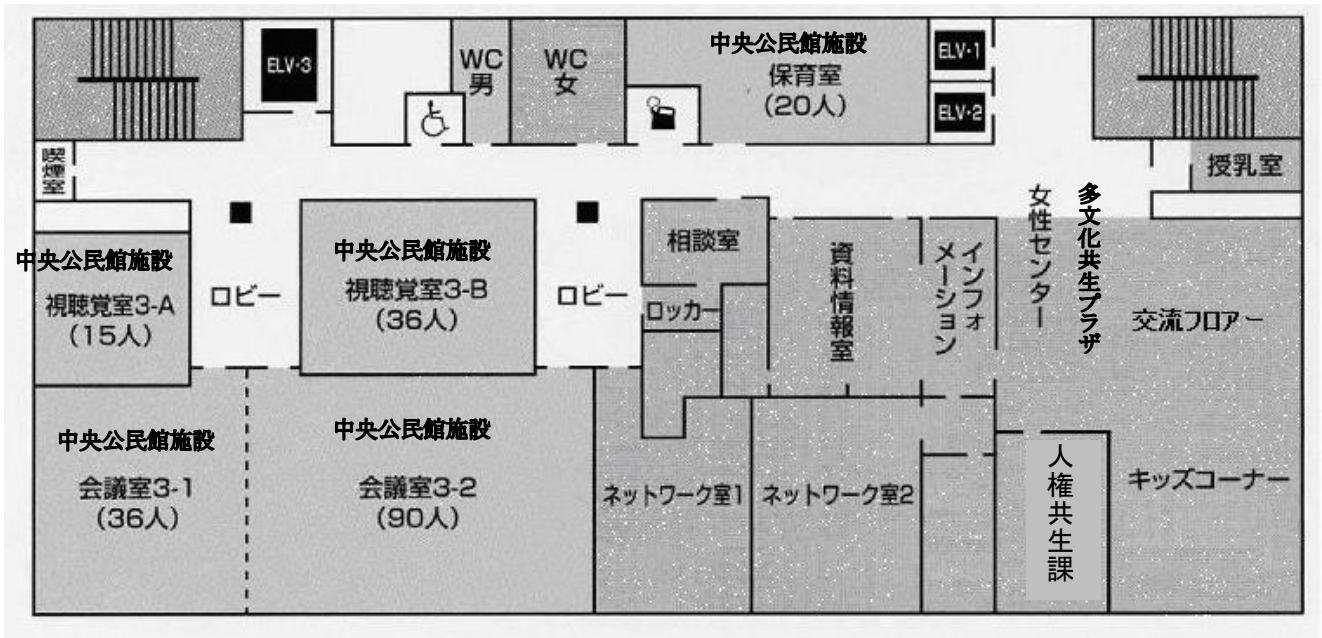 ELV・3
WC
男
WC
女
中央公民館施設
保育室
(20人)
ELV・1
ELV・2
喫煙室
授乳室
中央公民館施設
視聴覚室3-A
(15人)
ロビー
中央公民館施設
視聴覚室3-B
(36人)
ロビー
相談室
ロッカー
資料情報室
インフォ
メーション
女性センター
多文化共生プラザ
交流フロアー
中央公民館施設
会議室3-1
(36人)
中央公民館施設
会議室3-2
(90人)
ネットワーク室1
ネットワーク室2
人権共生課
キッズコーナー